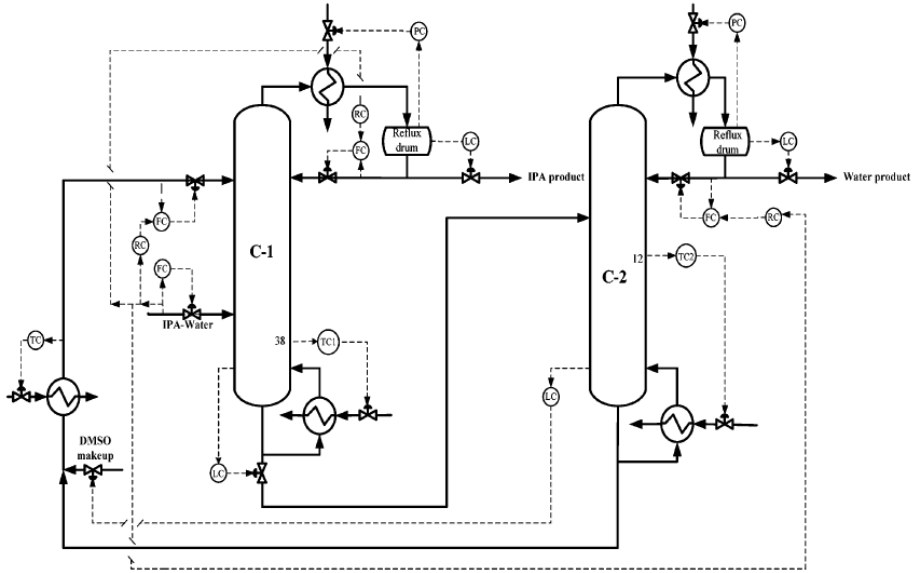 PC
PC
RC
Reflux
drum
LC
Reflux
drum
LC
FC
IPA product
Water product
FC
RC
FC
RC
C-1
FC
C-2
12
TC2
IPA-Water
TC
38
TC1
LC
DMSO
makeup
LC